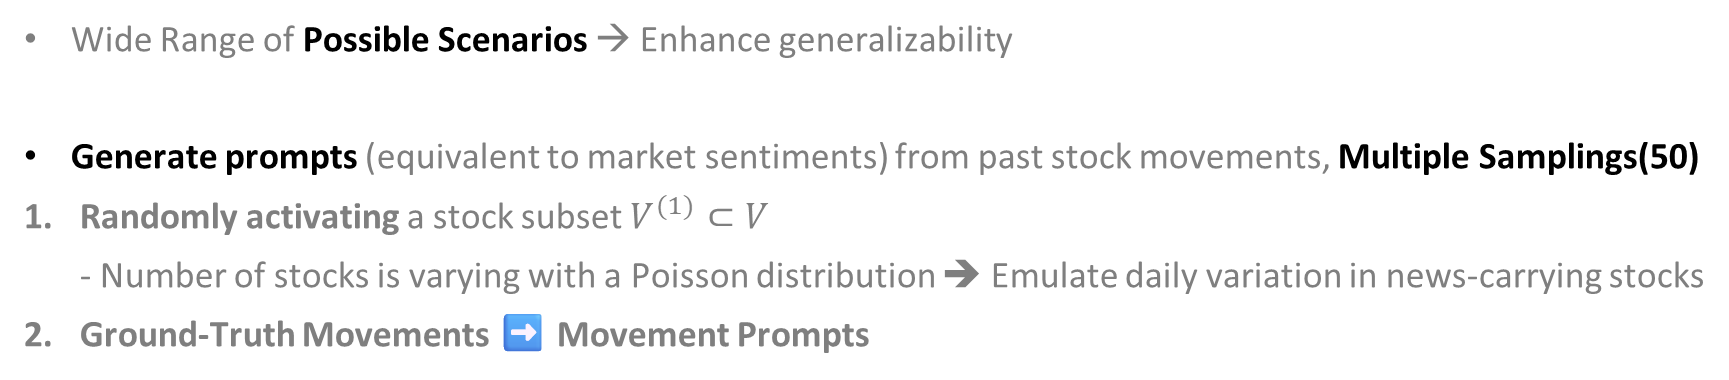 • Wide Range of Possible Scenarios → Enhance generalizability
• Generate prompts (equivalent to market sentiments) from past stock movements, Multiple Samplings(50)
1. Randomly activating a stock subset 𝑉⁽¹⁾ ⊂ 𝑉
- Number of stocks is varying with a Poisson distribution ➔ Emulate daily variation in news-carrying stocks
2. Ground-Truth Movements ➡ Movement Prompts